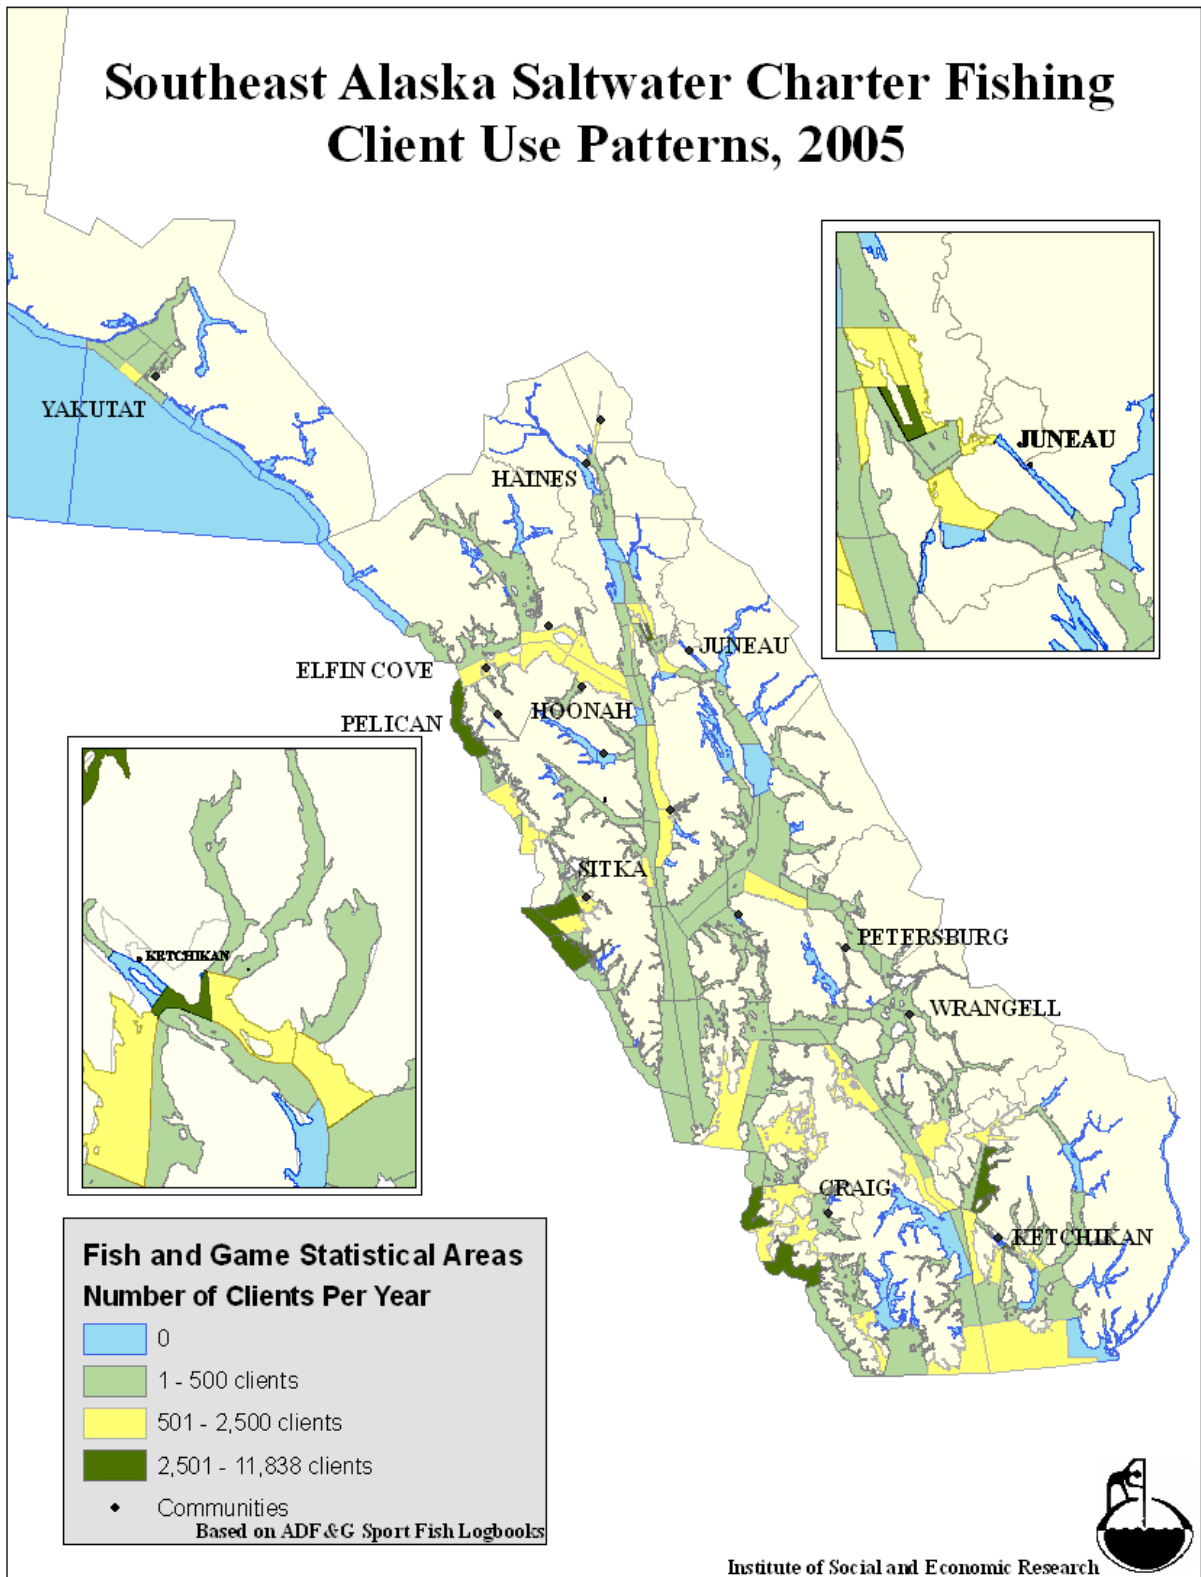 Southeast Alaska Saltwater Charter Fishing
Client Use Patterns, 2005
YAKUTAT
HAINES
JUNEAU
JUNEAU
ELFIN COVE
HOONAH
PELICAN
SITKA
KETCHIKAN
PETERSBURG
WRANGELL
CRAIG
KETCHIKAN
Fish and Game Statistical Areas
Number of Clients Per Year
0
1 - 500 clients
501 - 2,500 clients
2,501 - 11,838 clients
Communities
Based on ADF&G Sport Fish Logbooks
Institute of Social and Economic Research